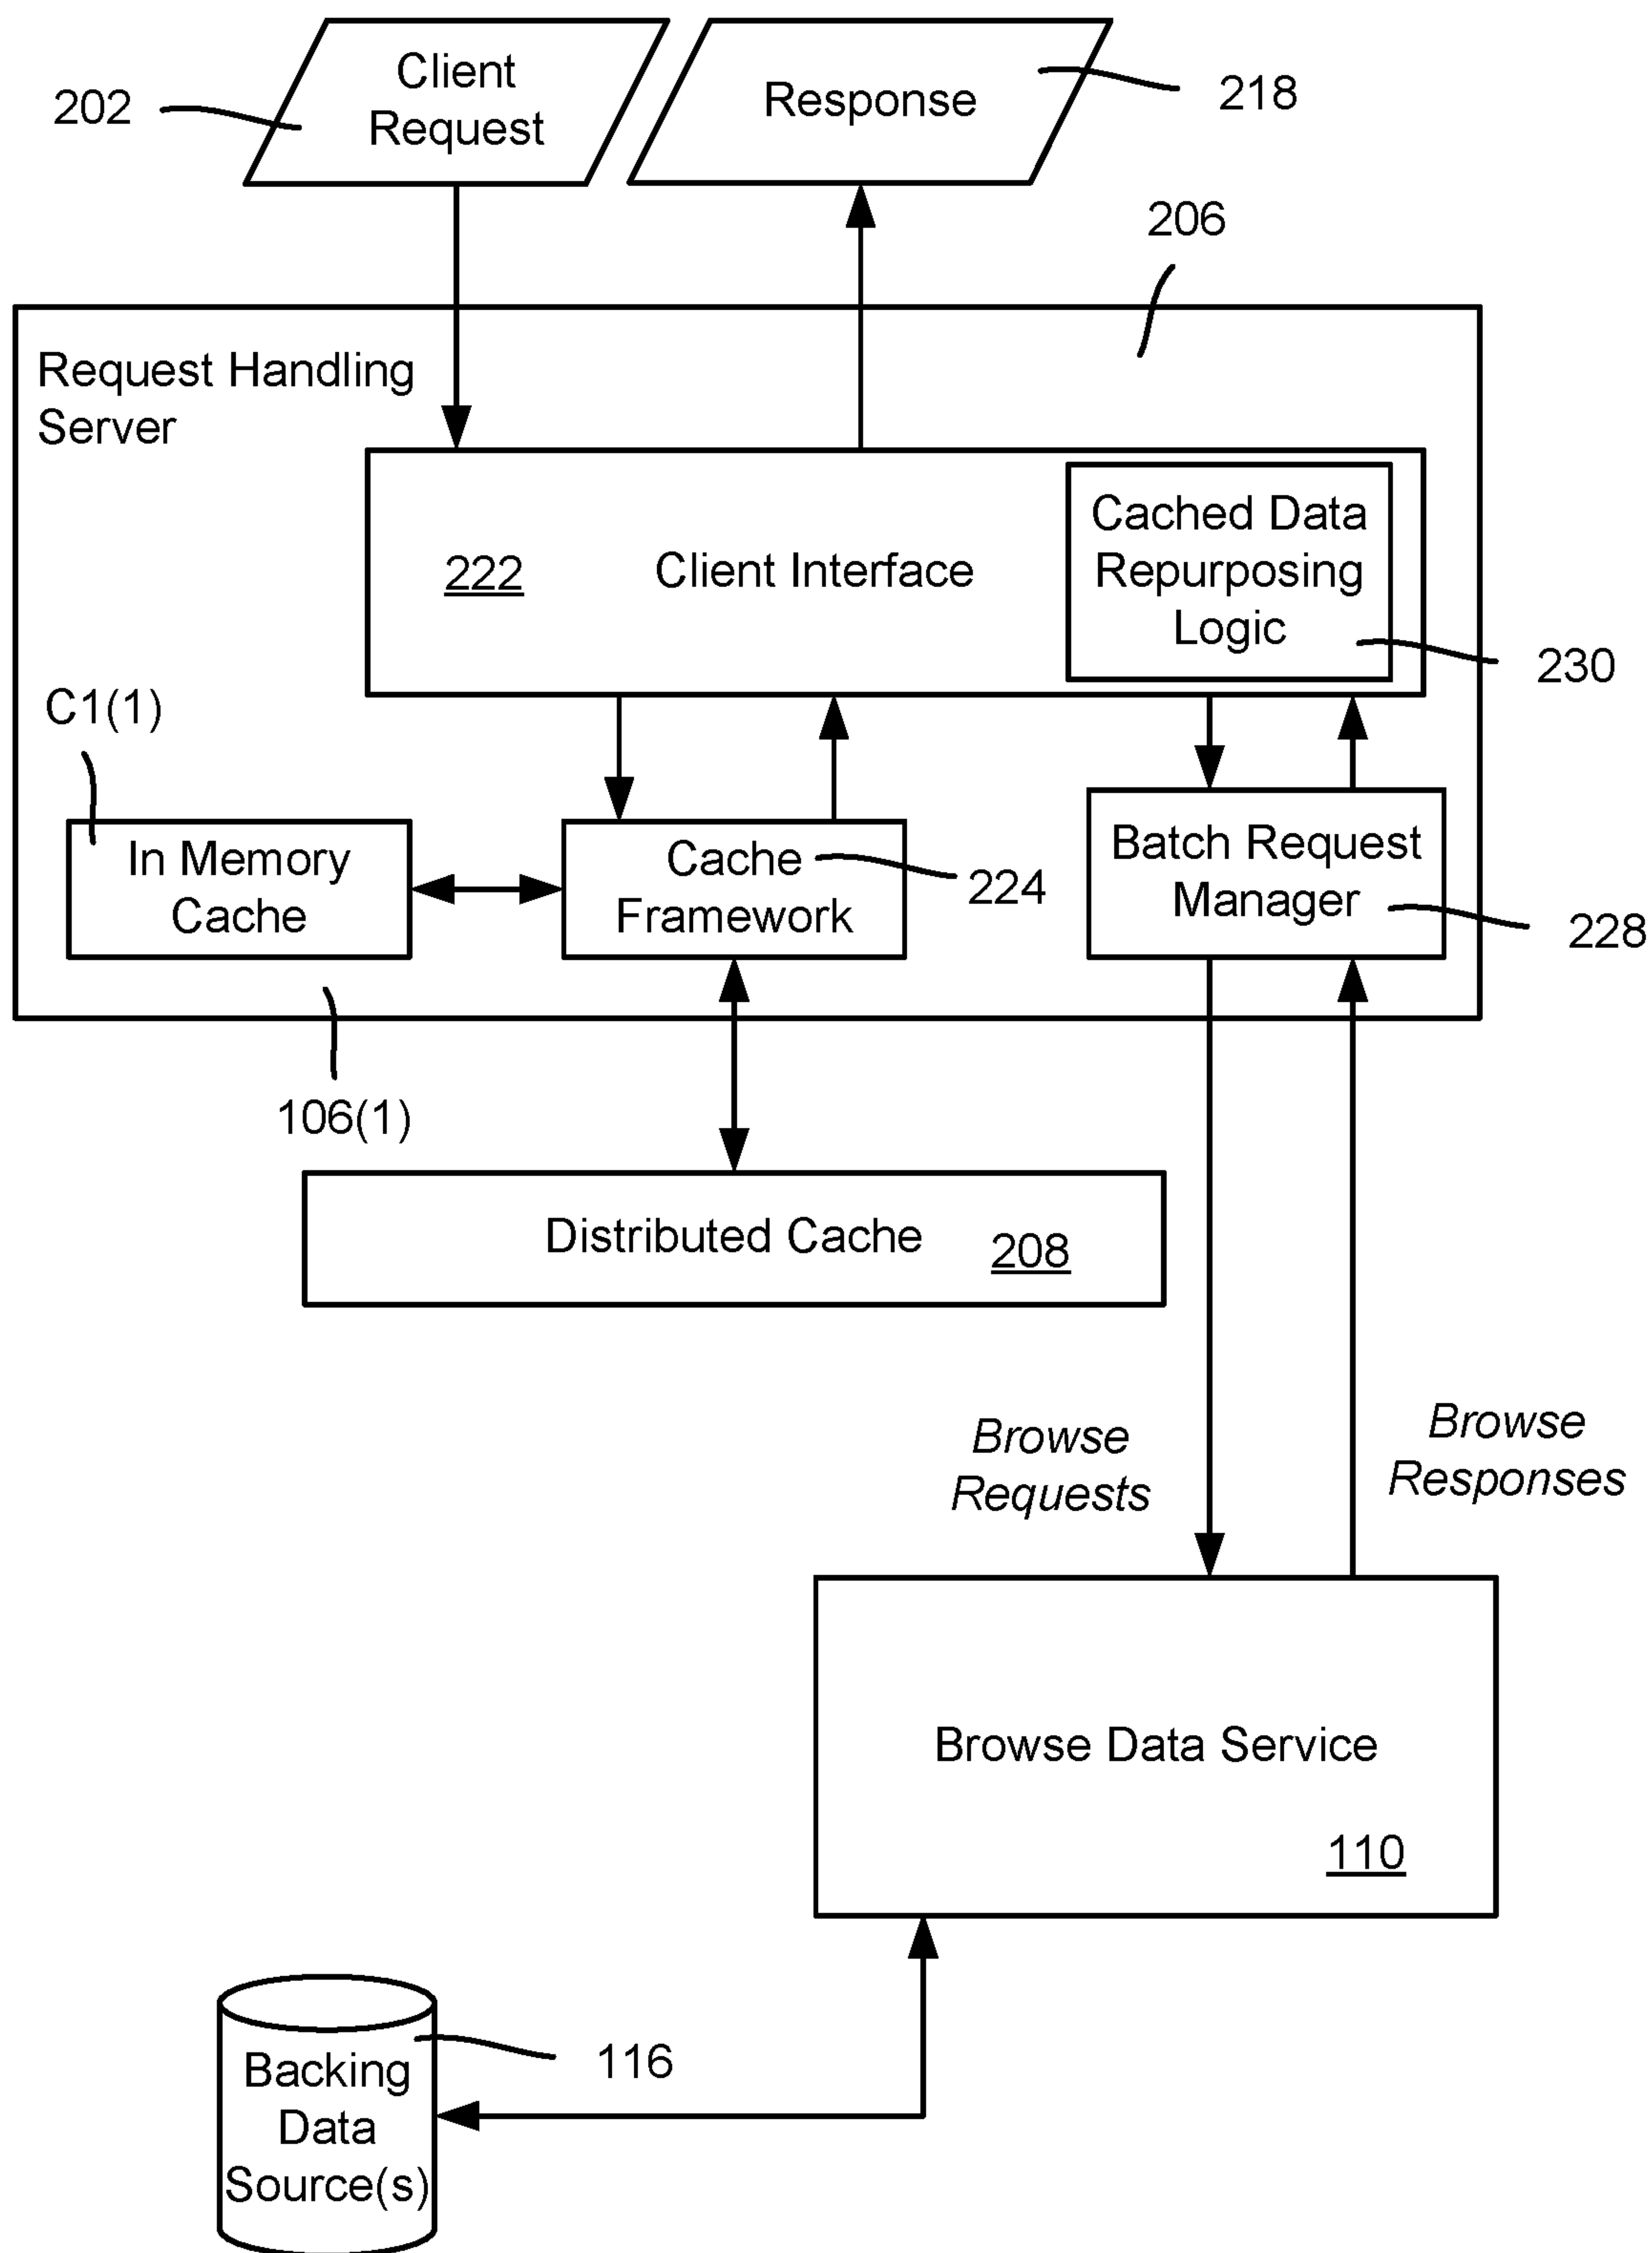 Client
Request
202
Response
218
206
Request Handling
Server
222
Client Interface
Cached Data
Repurposing
Logic
230
C1(1)
In Memory
Cache
Cache
Framework
224
Batch Request
Manager
228
106(1)
Distributed Cache
208
Browse
Requests
Browse
Responses
Browse Data Service
110
116
Backing
Data
Source(s)